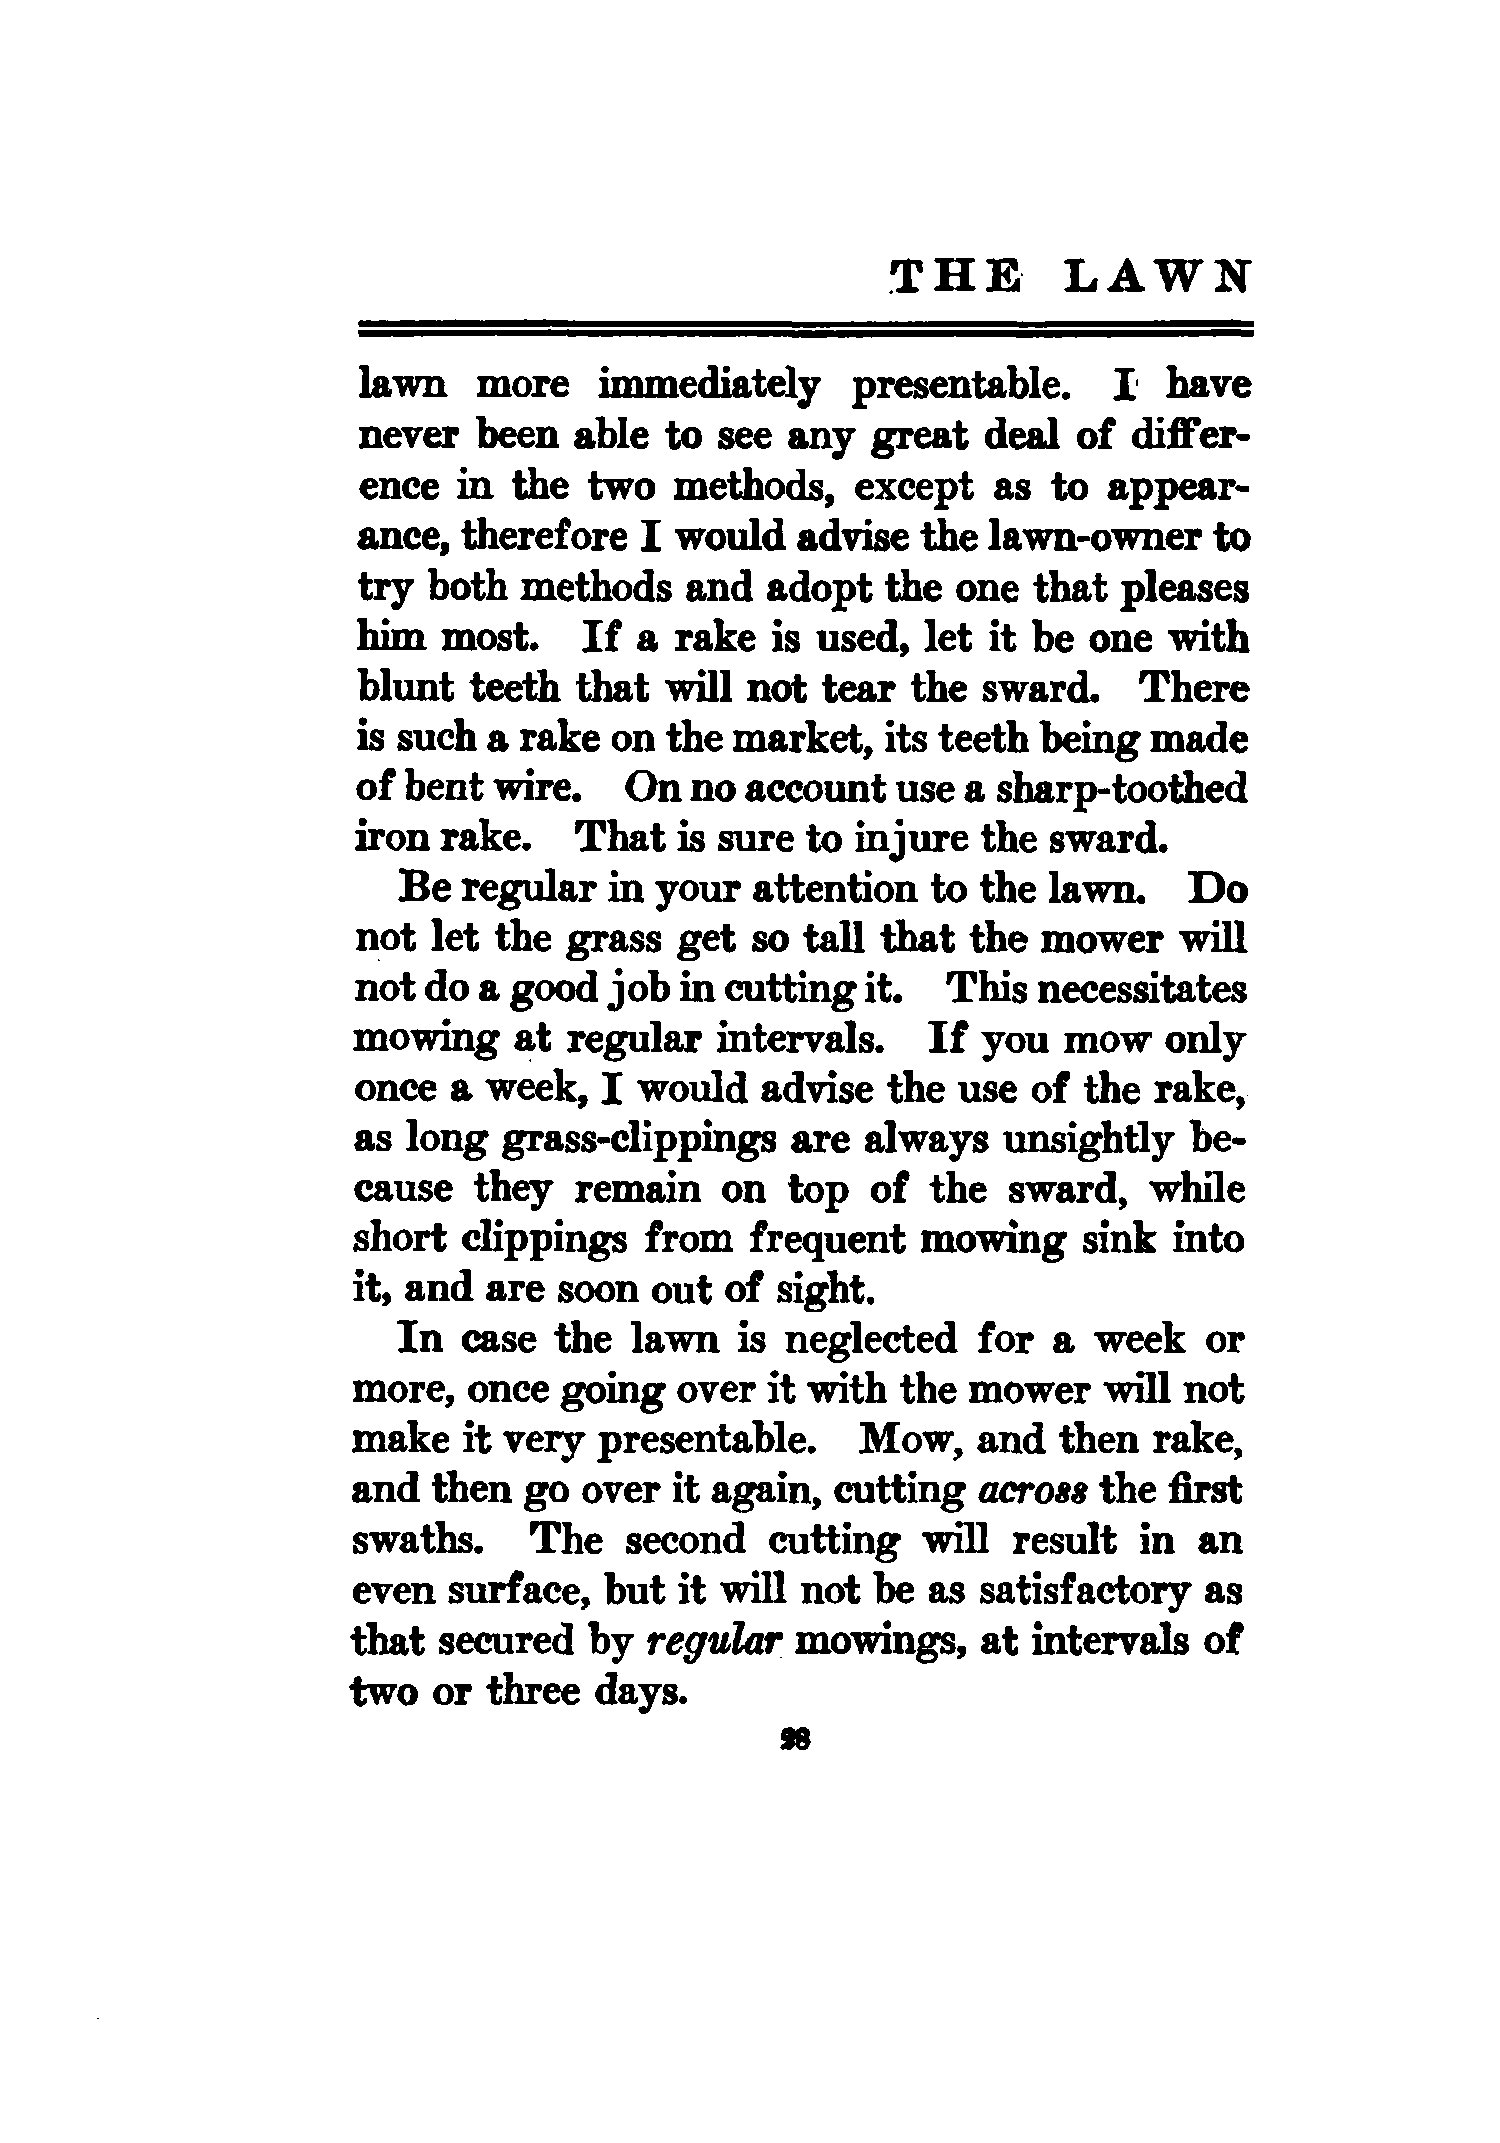 THE LAWN
lawn more immediately presentable. I have
never been able to see any great deal of differ-
ence in the two methods, except as to appear-
ance, therefore I would advise the lawn-owner to
try both methods and adopt the one that pleases
him most. If a rake is used, let it be one with
blunt teeth that will not tear the sward. There
is such a rake on the market, its teeth being made
of bent wire. On no account use a sharp-toothed
iron rake. That is sure to injure the sward.
Be regular in your attention to the lawn. Do
not let the grass get so tall that the mower will
not do a good job in cutting it. This necessitates
mowing at regular intervals. If you mow only
once a week, I would advise the use of the rake,
as long grass-clippings are always unsightly be-
cause they remain on top of the sward, while
short clippings from frequent mowing sink into
it, and are soon out of sight.
In case the lawn is neglected for a week or
more, once going over it with the mower will not
make it very presentable. Mow, and then rake,
and then go over it again, cutting across the first
swaths. The second cutting will result in an
even surface, but it will not be as satisfactory as
that secured by regular mowings, at intervals of
two or three days.